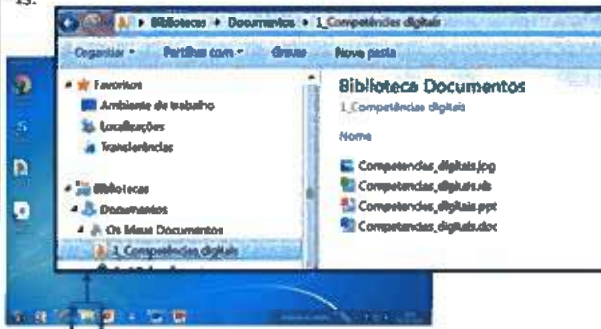 13.
Bibliotecas Documentos 1_Competências digitais
Organizar Partilhar com Gravar Nova pasta
Favoritos
Ambiente de trabalho
Localizações
Transferências
Bibliotecas
Documentos
Os Meus Documentos
1_Competências digitais
Biblioteca Documentos
1_Competências digitais
Nome
Competencias_digitais.jpg
Competencias_digitais.xls
Competencias_digitais.ppt
Competencias_digitais.doc